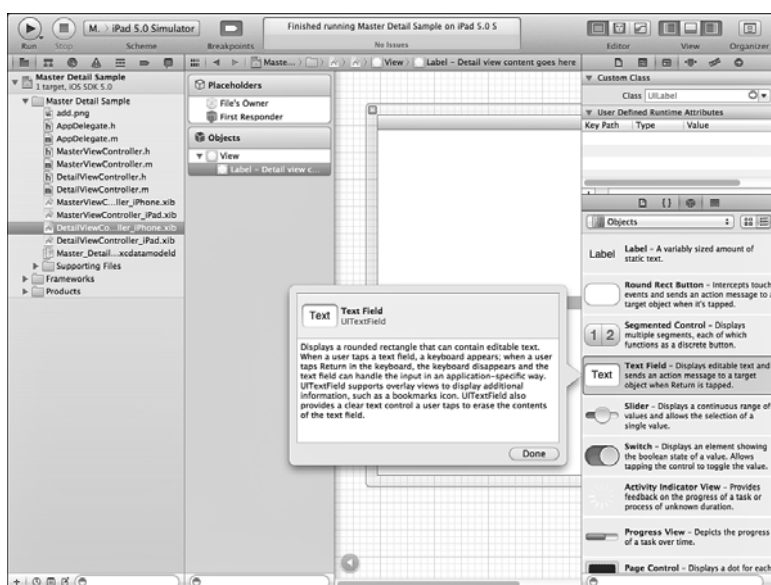 M. > iPad 5.0 Simulator
Finished running Master Detail Sample on iPad 5.0 S
No Issues
Run
Stop
Scheme
Breakpoints
Editor
View
Organizer
Maste...
View
Label – Detail view content goes here
Master Detail Sample
1 target, iOS SDK 5.0
Master Detail Sample
add.png
AppDelegate.h
AppDelegate.m
MasterViewController.h
MasterViewController.m
DetailViewController.h
DetailViewController.m
MasterViewC...ller_iPhone.xib
MasterViewController_iPad.xib
DetailViewCo...ller_iPhone.xib
DetailViewController_iPad.xib
Master_Detail...xcdatamodeld
Supporting Files
Frameworks
Products
Placeholders
File's Owner
First Responder
Objects
View
Label – Detail view c...
Text
Text Field
UITextField
Displays a rounded rectangle that can contain editable text.
When a user taps a text field, a keyboard appears; when a user
taps Return in the keyboard, the keyboard disappears and the
text field can handle the input in an application-specific way.
UITextField supports overlay views to display additional
information, such as a bookmarks icon. UITextField also
provides a clear text control a user taps to erase the contents
of the text field.
Done
Custom Class
Class UILabel
User Defined Runtime Attributes
Key Path Type Value
Objects
Label
Label – A variably sized amount of
static text.
Round Rect Button – Intercepts touch
events and sends an action message to a
target object when it's tapped.
1 2
Segmented Control – Displays
multiple segments, each of which
functions as a discrete button.
Text
Text Field – Displays editable text and
sends an action message to a target
object when Return is tapped.
Slider – Displays a continuous range of
values and allows the selection of a
single value.
Switch – Displays an element showing
the boolean state of a value. Allows
tapping the control to toggle the value.
Activity Indicator View – Provides
feedback on the progress of a task or
process of unknown duration.
Progress View – Depicts the progress
of a task over time.
Page Control – Displays a dot for each